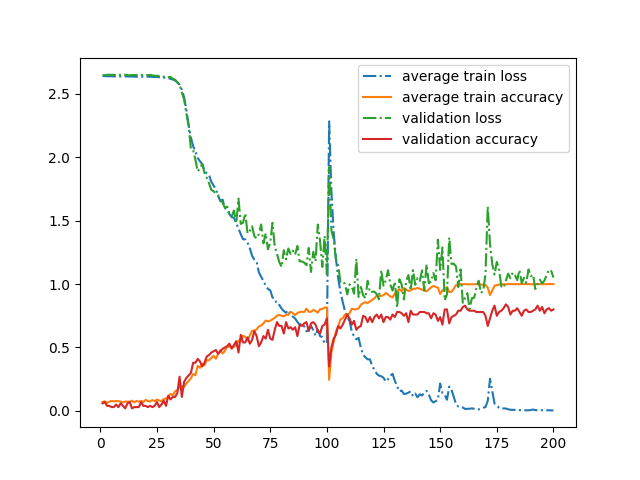 average train loss
average train accuracy
validation loss
validation accuracy
2.5
2.0
1.5
1.0
0.5
0.0
0 25 50 75 100 125 150 175 200